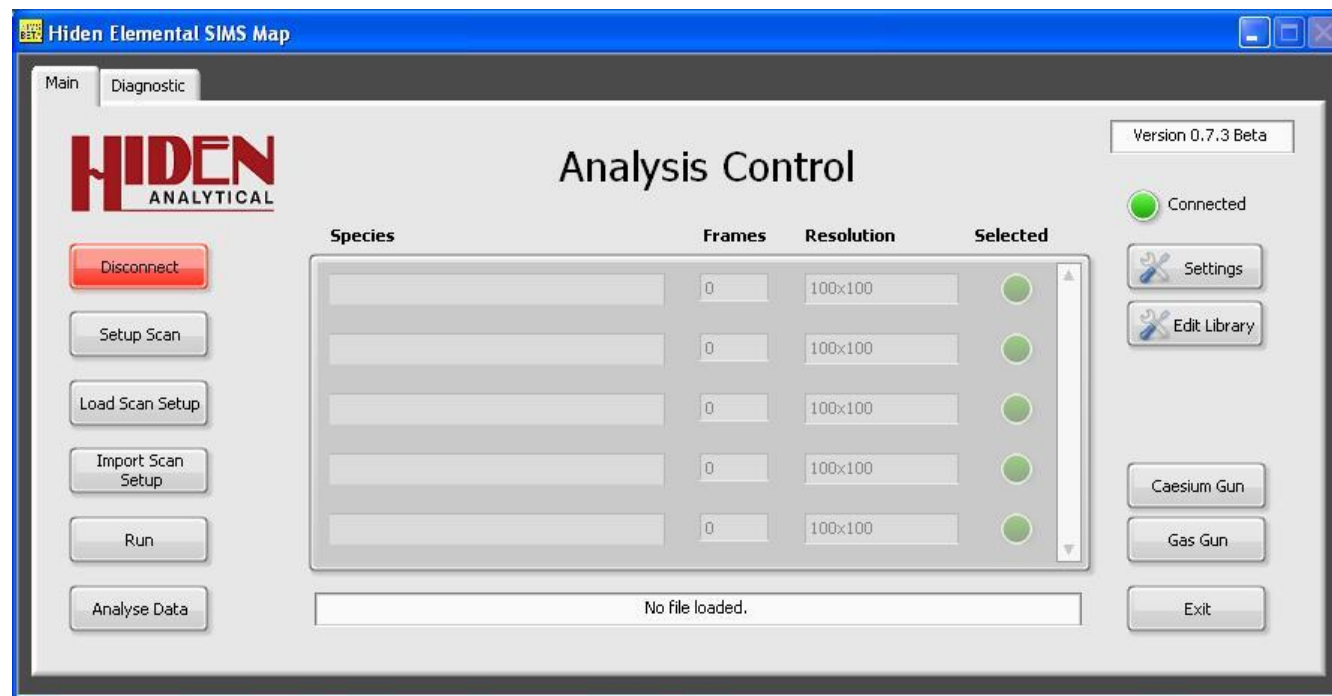 Hiden Elemental SIMS Map
Main
Diagnostic
HIDEN
ANALYTICAL
Analysis Control
Version 0.7.3 Beta
Connected
Species Frames Resolution Selected
Disconnect
Setup Scan
Load Scan Setup
Import Scan
Setup
Run
Analyse Data
0 100x100
0 100x100
0 100x100
0 100x100
0 100x100
No file loaded.
Settings
Edit Library
Caesium Gun
Gas Gun
Exit